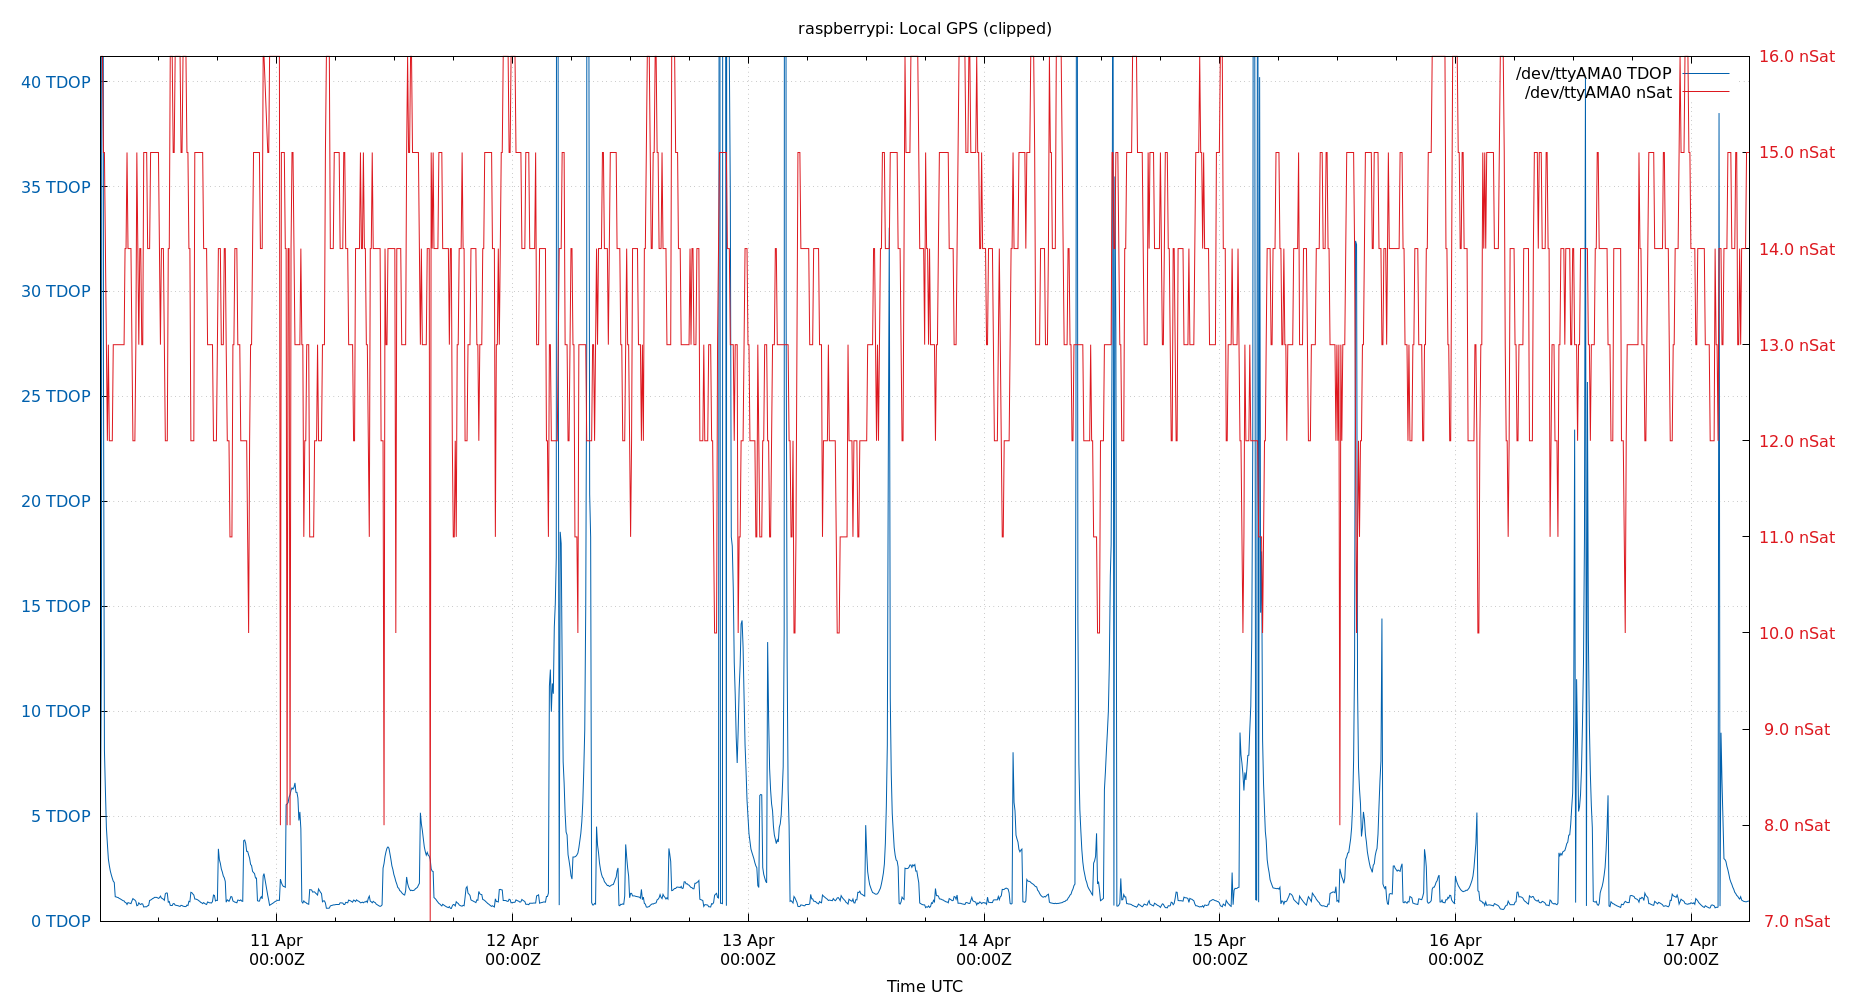 raspberrypi: Local GPS (clipped)
40 TDOP
35 TDOP
30 TDOP
25 TDOP
20 TDOP
15 TDOP
10 TDOP
5 TDOP
0 TDOP
16.0 nSat
15.0 nSat
14.0 nSat
13.0 nSat
12.0 nSat
11.0 nSat
10.0 nSat
9.0 nSat
8.0 nSat
7.0 nSat
/dev/ttyAMA0 TDOP
/dev/ttyAMA0 nSat
11 Apr
00:00Z
12 Apr
00:00Z
13 Apr
00:00Z
14 Apr
00:00Z
15 Apr
00:00Z
16 Apr
00:00Z
17 Apr
00:00Z
Time UTC